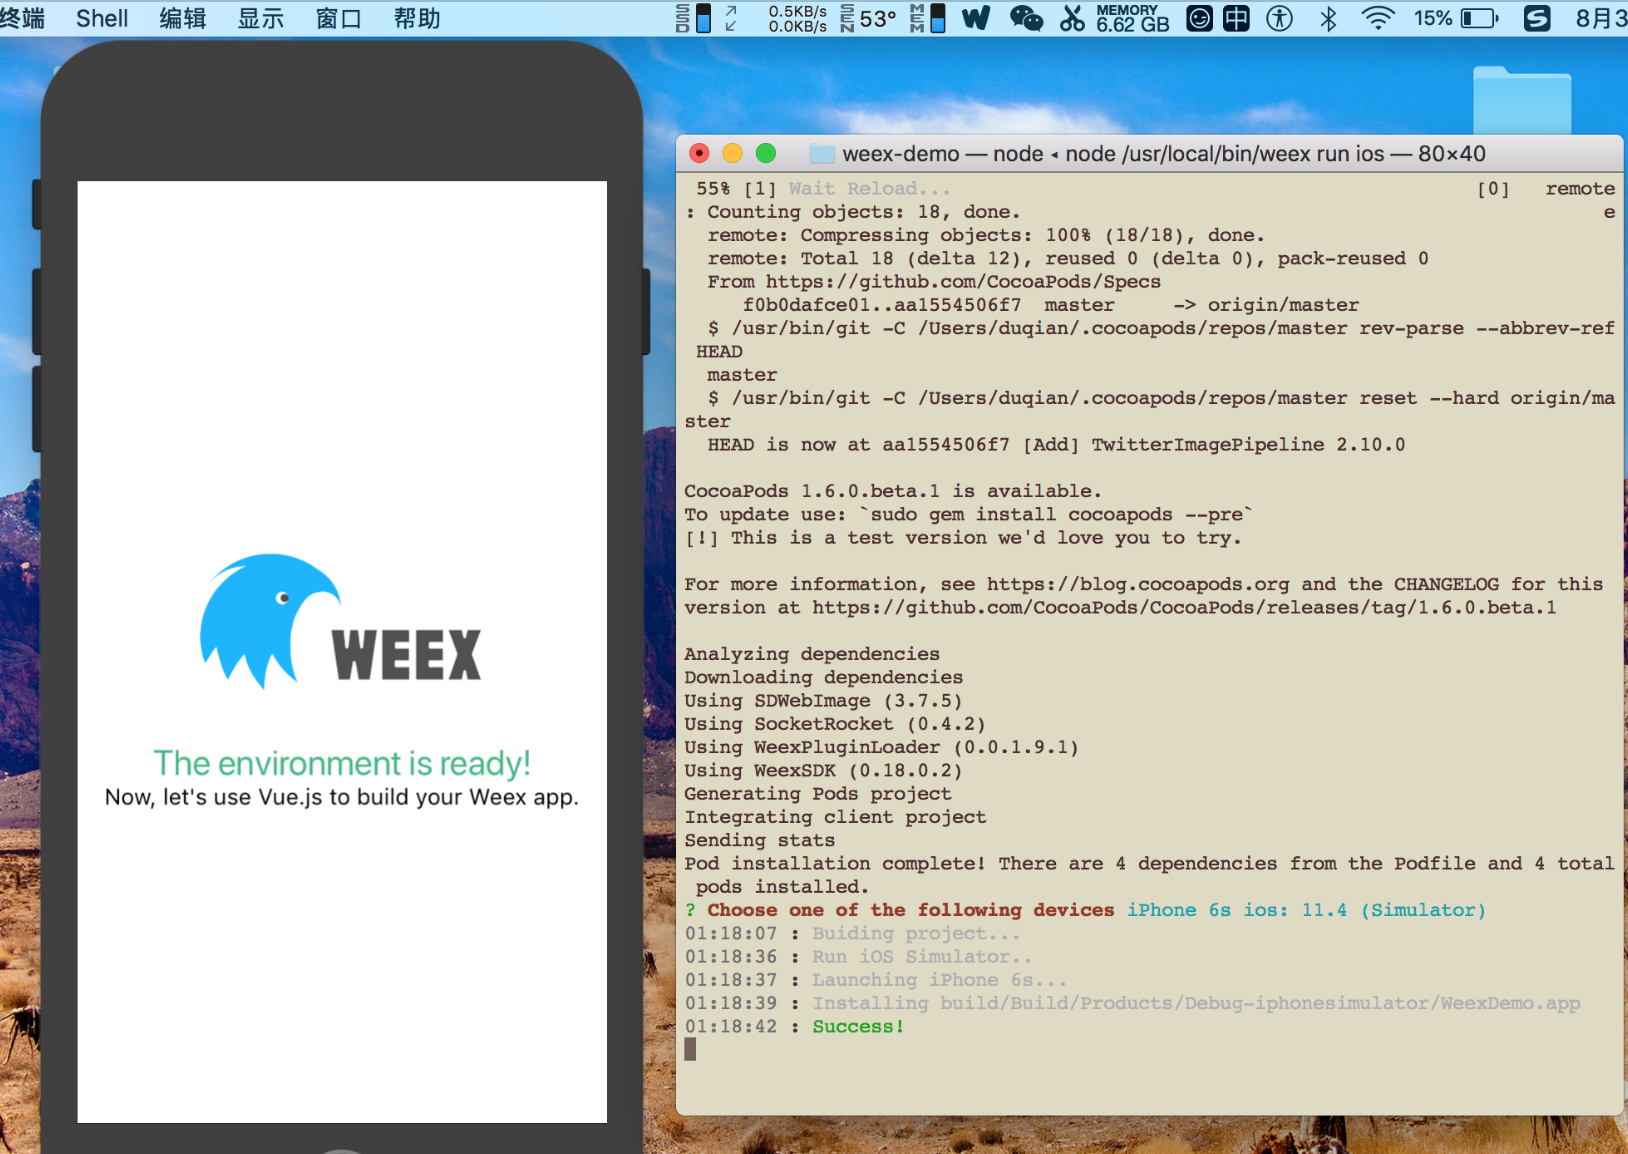 终端 Shell 编辑 显示 窗口 帮助 SSD 0.5KB/s 0.0KB/s SEN 53° MEM W MEMORY 6.62 GB 中 15% S 8月3
WEEX
The environment is ready!
Now, let's use Vue.js to build your Weex app.
weex-demo — node ◂ node /usr/local/bin/weex run ios — 80×40
55% [1] Wait Reload... [0] remote
: Counting objects: 18, done. e
remote: Compressing objects: 100% (18/18), done.
remote: Total 18 (delta 12), reused 0 (delta 0), pack-reused 0
From https://github.com/CocoaPods/Specs
f0b0dafce01..aa1554506f7 master -> origin/master
$ /usr/bin/git -C /Users/duqian/.cocoapods/repos/master rev-parse --abbrev-ref
HEAD
master
$ /usr/bin/git -C /Users/duqian/.cocoapods/repos/master reset --hard origin/ma
ster
HEAD is now at aa1554506f7 [Add] TwitterImagePipeline 2.10.0
CocoaPods 1.6.0.beta.1 is available.
To update use: `sudo gem install cocoapods --pre`
[!] This is a test version we'd love you to try.
For more information, see https://blog.cocoapods.org and the CHANGELOG for this
version at https://github.com/CocoaPods/CocoaPods/releases/tag/1.6.0.beta.1
Analyzing dependencies
Downloading dependencies
Using SDWebImage (3.7.5)
Using SocketRocket (0.4.2)
Using WeexPluginLoader (0.0.1.9.1)
Using WeexSDK (0.18.0.2)
Generating Pods project
Integrating client project
Sending stats
Pod installation complete! There are 4 dependencies from the Podfile and 4 total
pods installed.
? Choose one of the following devices iPhone 6s ios: 11.4 (Simulator)
01:18:07 : Buiding project...
01:18:36 : Run iOS Simulator..
01:18:37 : Launching iPhone 6s...
01:18:39 : Installing build/Build/Products/Debug-iphonesimulator/WeexDemo.app
01:18:42 : Success!